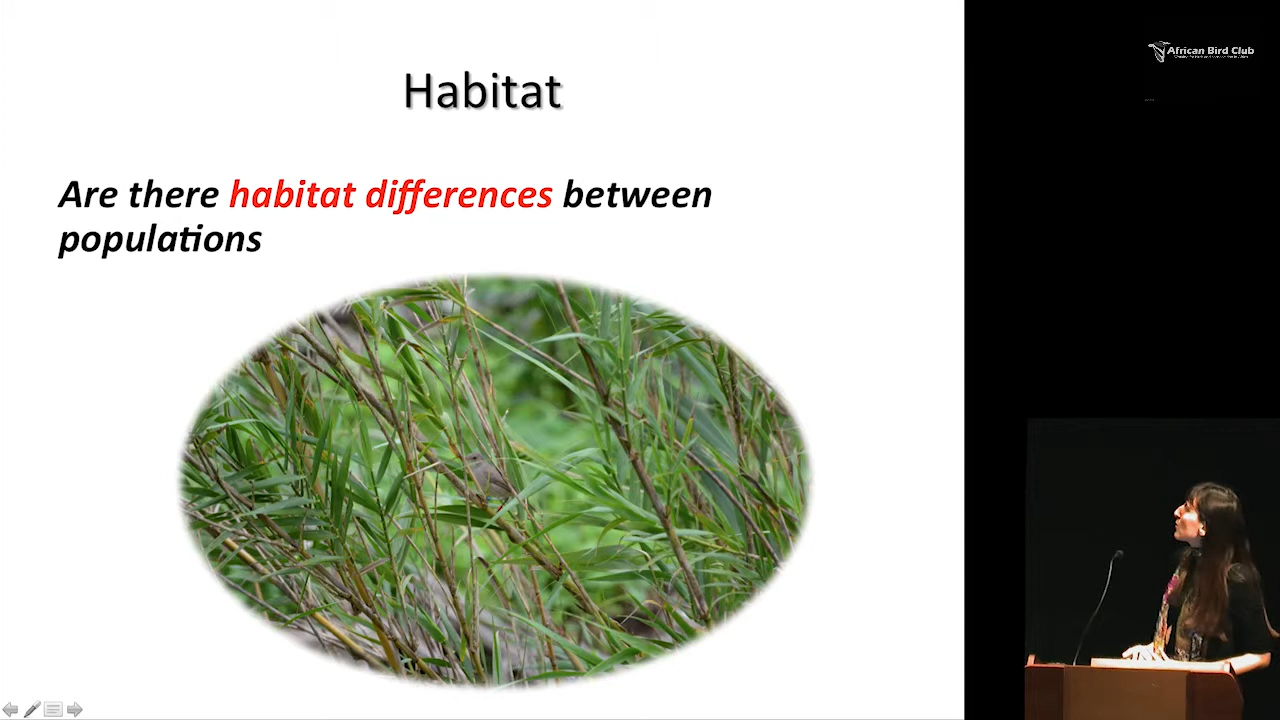 Habitat
Are there habitat differences between
populations
African Bird Club